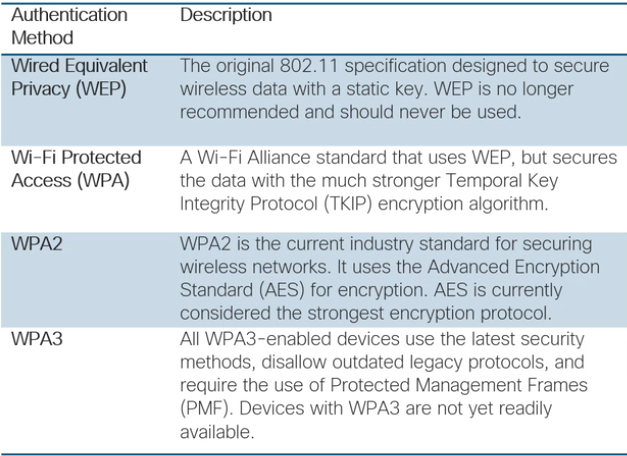 Authentication Method
Description
Wired Equivalent Privacy (WEP)
The original 802.11 specification designed to secure
wireless data with a static key. WEP is no longer
recommended and should never be used.
Wi-Fi Protected Access (WPA)
A Wi-Fi Alliance standard that uses WEP, but secures
the data with the much stronger Temporal Key
Integrity Protocol (TKIP) encryption algorithm.
WPA2
WPA2 is the current industry standard for securing
wireless networks. It uses the Advanced Encryption
Standard (AES) for encryption. AES is currently
considered the strongest encryption protocol.
WPA3
All WPA3-enabled devices use the latest security
methods, disallow outdated legacy protocols, and
require the use of Protected Management Frames
(PMF). Devices with WPA3 are not yet readily
available.